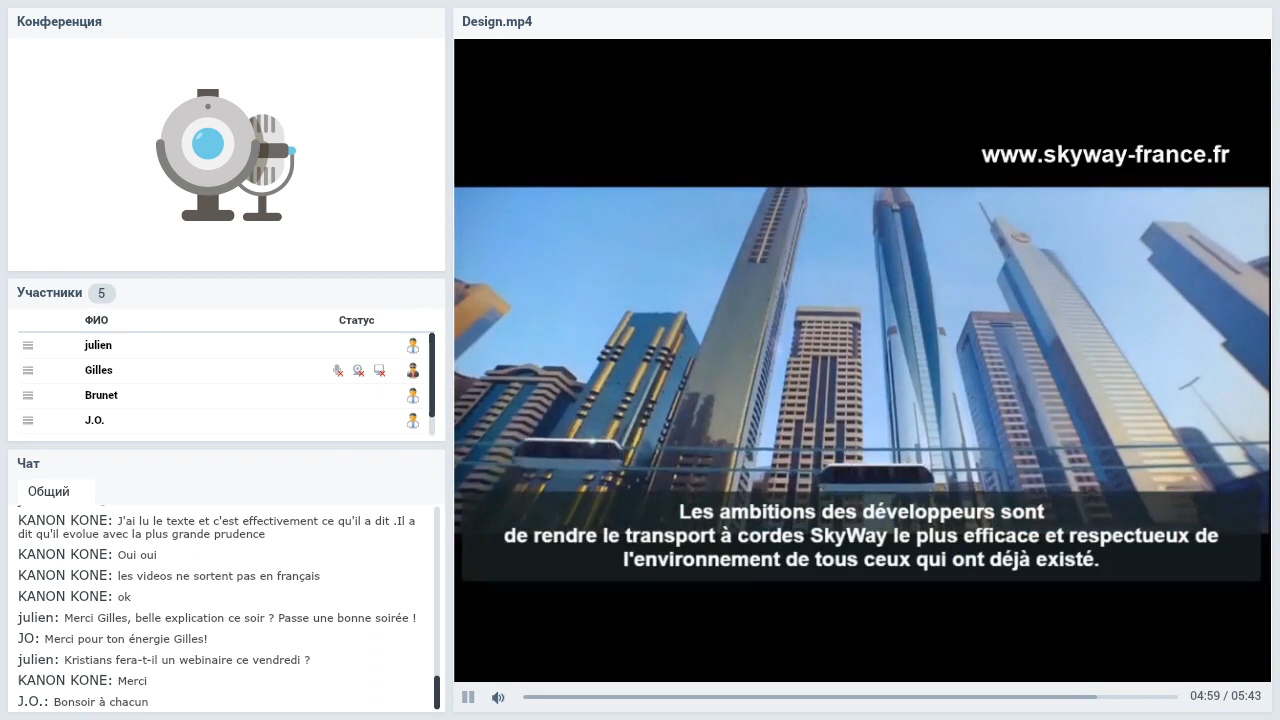 Конференция
Участники 5
ФИО Статус
julien
Gilles
Brunet
J.O.
Чат
Общий
KANON KONE: J'ai lu le texte et c'est effectivement ce qu'il a dit .Il a
dit qu'il evolue avec la plus grande prudence
KANON KONE: Oui oui
KANON KONE: les videos ne sortent pas en français
KANON KONE: ok
julien: Merci Gilles, belle explication ce soir ? Passe une bonne soirée !
JO: Merci pour ton énergie Gilles!
julien: Kristians fera-t-il un webinaire ce vendredi ?
KANON KONE: Merci
J.O.: Bonsoir à chacun
Design.mp4
www.skyway-france.fr
Les ambitions des développeurs sont
de rendre le transport à cordes SkyWay le plus efficace et respectueux de
l'environnement de tous ceux qui ont déjà existé.
04:59 / 05:43